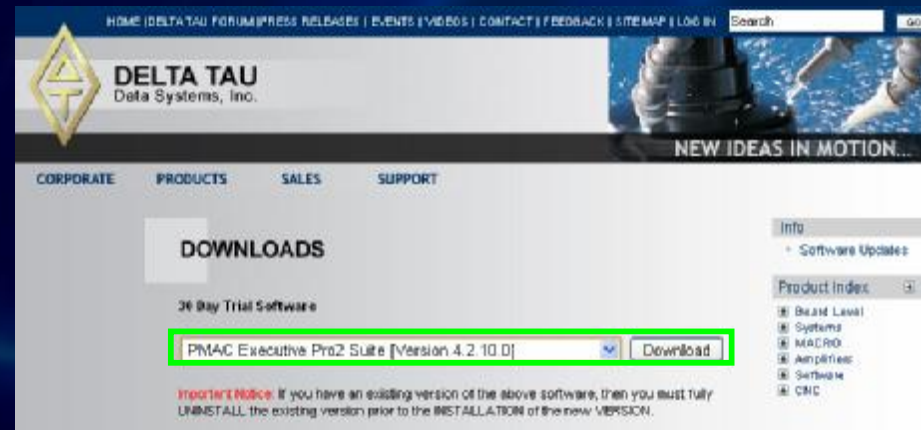 HOME | DELTA TAU FORUM | PRESS RELEASES | EVENTS | VIDEOS | CONTACT | FEEDBACK | SITE MAP | LOG IN Search GO
DELTA TAU
Data Systems, Inc.
NEW IDEAS IN MOTION...
CORPORATE PRODUCTS SALES SUPPORT
DOWNLOADS
30 Day Trial Software
PMAC Executive Pro2 Suite [Version 4.2.10.0] Download
Important Notice: If you have an existing version of the above software, then you must fully
UNINSTALL the existing version prior to the INSTALLATION of the new VERSION.
Info
Software Updates
Product Index
Board Level
Systems
MACRO
Amplifiers
Software
CNC